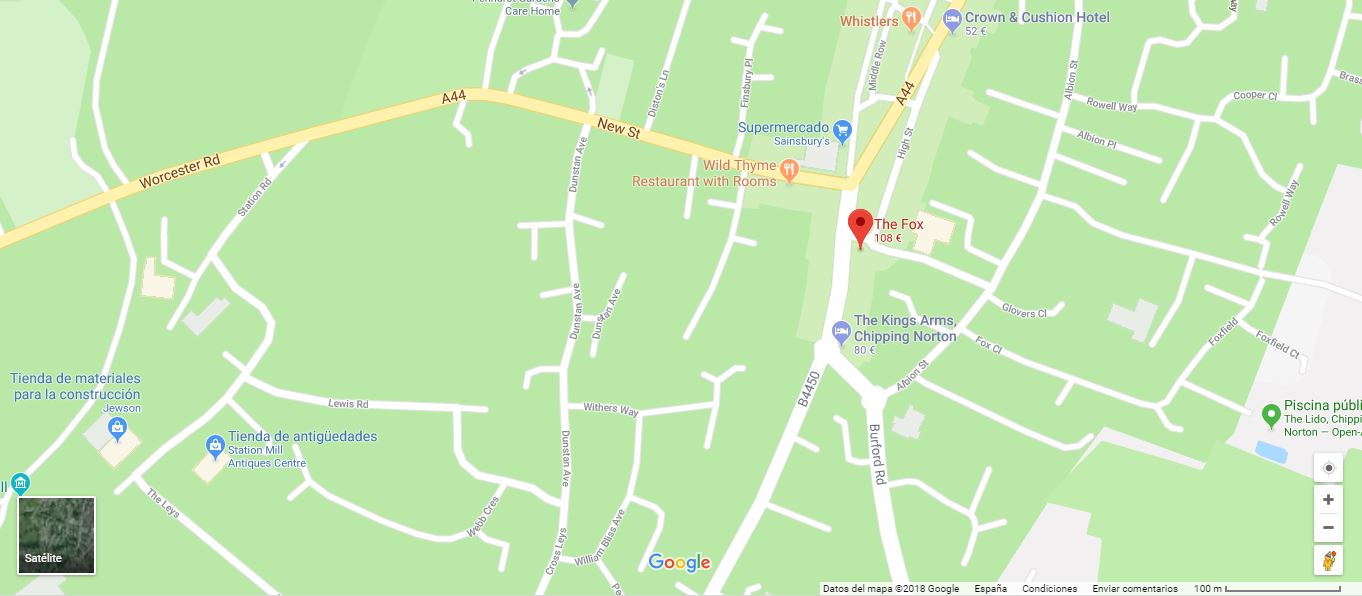 Care Home
Whistlers
Crown & Cushion Hotel
52 €
Middle Row
A44
A44
Diston's Ln
Finsbury Pl
Albion St
Rowell Way
Cooper Cl
New St
Supermercado
Sainsbury's
High St
Albion Pl
Worcester Rd
Wild Thyme
Restaurant with Rooms
Dunstan Ave
Station Rd
Rowell Way
The Fox
108 €
Dunstan Ave
Dunstan Ave
Glovers Cl
The Kings Arms,
Chipping Norton
80 €
Fox Cl
Foxfield
Foxfield Ct
Albion St
Tienda de materiales
para la construcción
Jewson
B4450
Lewis Rd
Withers Way
Piscina públi
The Lido, Chippi
Norton — Open-A
Tienda de antigüedades
Station Mill
Antiques Centre
Dunstan Ave
Burford Rd
The Leys
Webb Cres
Cross Leys
William Bliss Ave
Satélite
Google
Datos del mapa ©2018 Google España Condiciones Enviar comentarios 100 m